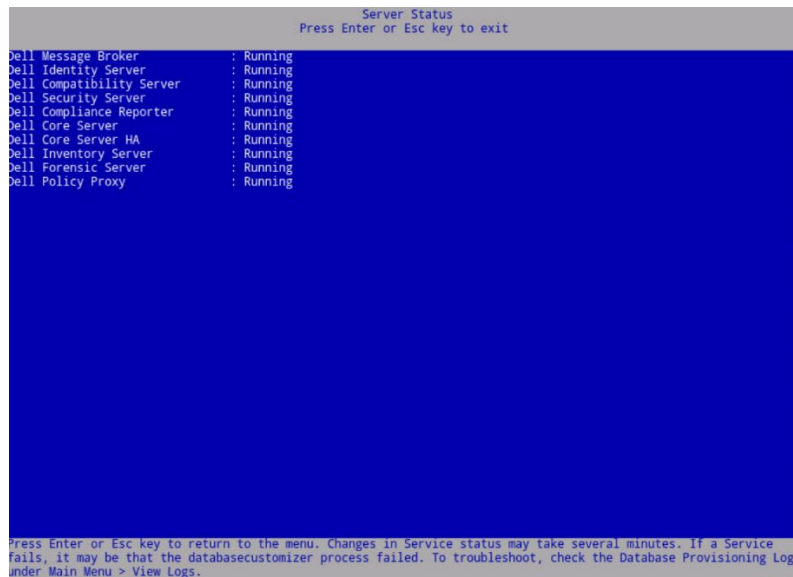 Server Status
Press Enter or Esc key to exit
Dell Message Broker : Running
Dell Identity Server : Running
Dell Compatibility Server : Running
Dell Security Server : Running
Dell Compliance Reporter : Running
Dell Core Server : Running
Dell Core Server HA : Running
Dell Inventory Server : Running
Dell Forensic Server : Running
Dell Policy Proxy : Running
Press Enter or Esc key to return to the menu. Changes in Service status may take several minutes. If a Service
fails, it may be that the databasecustomizer process failed. To troubleshoot, check the Database Provisioning Log
under Main Menu > View Logs.